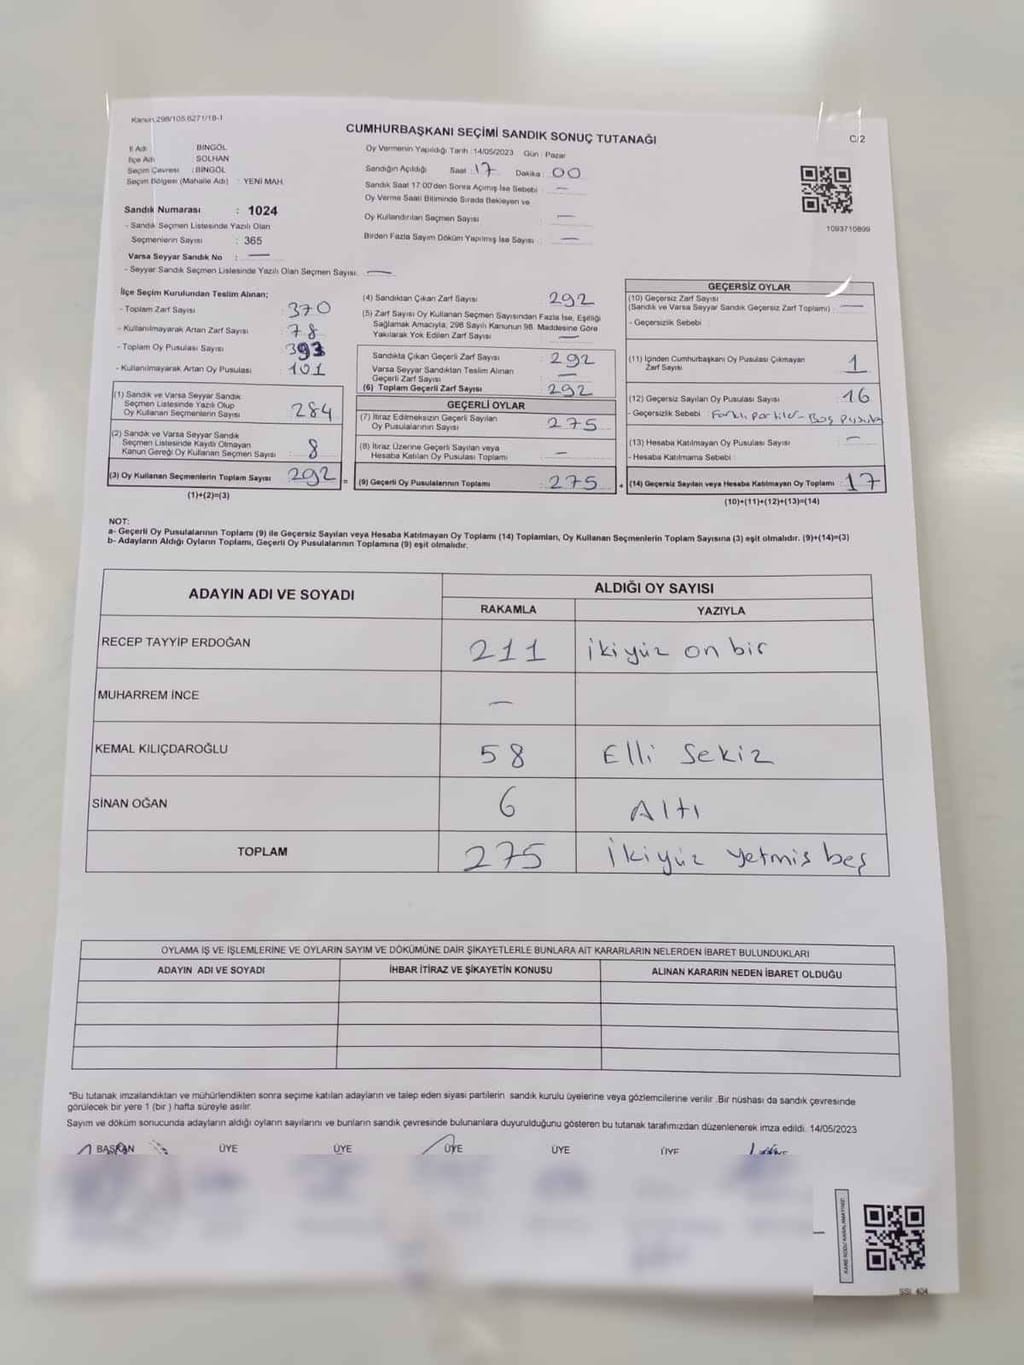 Kanun,298/105,6271/18-1
CUMHURBAŞKANI SEÇİMİ SANDIK SONUÇ TUTANAĞI
C/2
İl Adı : BİNGÖL
İlçe Adı : SOLHAN
Seçim Çevresi : BİNGÖL
Seçim Bölgesi (Mahalle Adı) : YENİ MAH.
Sandık Numarası : 1024
- Sandık Seçmen Listesinde Yazılı Olan
Seçmenlerin Sayısı : 365
Varsa Seyyar Sandık No : —
- Seyyar Sandık Seçmen Listesinde Yazılı Olan Seçmen Sayısı: —
Oy Vermenin Yapıldığı Tarih :14/05/2023 Gün : Pazar
Sandığın Açıldığı Saat : 17 Dakika : 00
Sandık Saat 17:00'den Sonra Açımış İse Sebebi : —
Oy Verme Saati Bitiminde Sırada Bekleyen ve
Oy Kullandırılan Seçmen Sayısı : —
Birden Fazla Sayım Döküm Yapılmış İse Sayısı : —
1093710899
İlçe Seçim Kurulundan Teslim Alınan;
- Toplam Zarf Sayısı : 370
- Kullanılmayarak Artan Zarf Sayısı : 78
- Toplam Oy Pusulası Sayısı : 393
- Kullanılmayarak Artan Oy Pusulası : 101
(1) Sandık ve Varsa Seyyar Sandık
Seçmen Listesinde Yazılı Olup
Oy Kullanan Seçmenlerin Sayısı : 284
(2) Sandık ve Varsa Seyyar Sandık
Seçmen Listesinde Kayıtlı Olmayan
Kanun Gereği Oy Kullanan Seçmen Sayısı : 8
(3) Oy Kullanan Seçmenlerin Toplam Sayısı : 292 =
(1)+(2)=(3)
(4) Sandıktan Çıkan Zarf Sayısı : 292
(5) Zarf Sayısı Oy Kullanan Seçmen Sayısından Fazla İse, Eşitliği
Sağlamak Amacıyla, 298 Sayılı Kanunun 98. Maddesine Göre
Yakılarak Yok Edilen Zarf Sayısı : —
Sandıkta Çıkan Geçerli Zarf Sayısı : 292
Varsa Seyyar Sandıktan Teslim Alınan
Geçerli Zarf Sayısı : —
(6) Toplam Geçerli Zarf Sayısı : 292
GEÇERLİ OYLAR
(7) İtiraz Edilmeksizin Geçerli Sayılan
Oy Pusulalarının Sayısı : 275
(8) İtiraz Üzerine Geçerli Sayılan veya
Hesaba Katılan Oy Pusulası Toplamı : —
(9) Geçerli Oy Pusulalarının Toplamı : 275 +
GEÇERSİZ OYLAR
(10) Geçersiz Zarf Sayısı
(Sandık ve Varsa Seyyar Sandık Geçersiz Zarf Toplamı) : —
- Geçersizlik Sebebi :
(11) İçinden Cumhurbaşkanı Oy Pusulası Çıkmayan
Zarf Sayısı : 1
(12) Geçersiz Sayılan Oy Pusulası Sayısı : 16
- Geçersizlik Sebebi : Farklı partiler - Boş
(13) Hesaba Katılmayan Oy Pusulası Sayısı : —
- Hesaba Katılmama Sebebi :
(14) Geçersiz Sayılan veya Hesaba Katılmayan Oy Toplamı : 17
(10)+(11)+(12)+(13)=(14)
NOT:
a- Geçerli Oy Pusulalarının Toplamı (9) ile Geçersiz Sayılan veya Hesaba Katılmayan Oy Toplamı (14) Toplamları, Oy Kullanan Seçmenlerin Toplam Sayısına (3) eşit olmalıdır. (9)+(14)=(3)
b- Adayların Aldığı Oyların Toplamı, Geçerli Oy Pusulalarının Toplamına (9) eşit olmalıdır.
ADAYIN ADI VE SOYADI
ALDIĞI OY SAYISI
RAKAMLA YAZIYLA
RECEP TAYYİP ERDOĞAN 211 ikiyüz on bir
MUHARREM İNCE —
KEMAL KILIÇDAROĞLU 58 Elli Sekiz
SİNAN OĞAN 6 Altı
TOPLAM 275 İkiyüz yetmiş beş
OYLAMA İŞ VE İŞLEMLERİNE VE OYLARIN SAYIM VE DÖKÜMÜNE DAİR ŞİKAYETLERLE BUNLARA AİT KARARLARIN NELERDEN İBARET BULUNDUKLARI
ADAYIN ADI VE SOYADI İHBAR İTİRAZ VE ŞİKAYETİN KONUSU ALINAN KARARIN NEDEN İBARET OLDUĞU
*Bu tutanak imzalandıktan ve mühürlendikten sonra seçime katılan adayların ve talep eden siyasi partilerin sandık kurulu üyelerine veya gözlemcilerine verilir .Bir nüshası da sandık çevresinde
görülecek bir yere 1 (bir ) hafta süreyle asılır.
Sayım ve döküm sonucunda adayların aldığı oyların sayılarını ve bunların sandık çevresinde bulunanlara duyurulduğunu gösteren bu tutanak tarafımızdan düzenlenerek imza edildi. 14/05/2023
BAŞKAN ÜYE ÜYE ÜYE ÜYE ÜYE